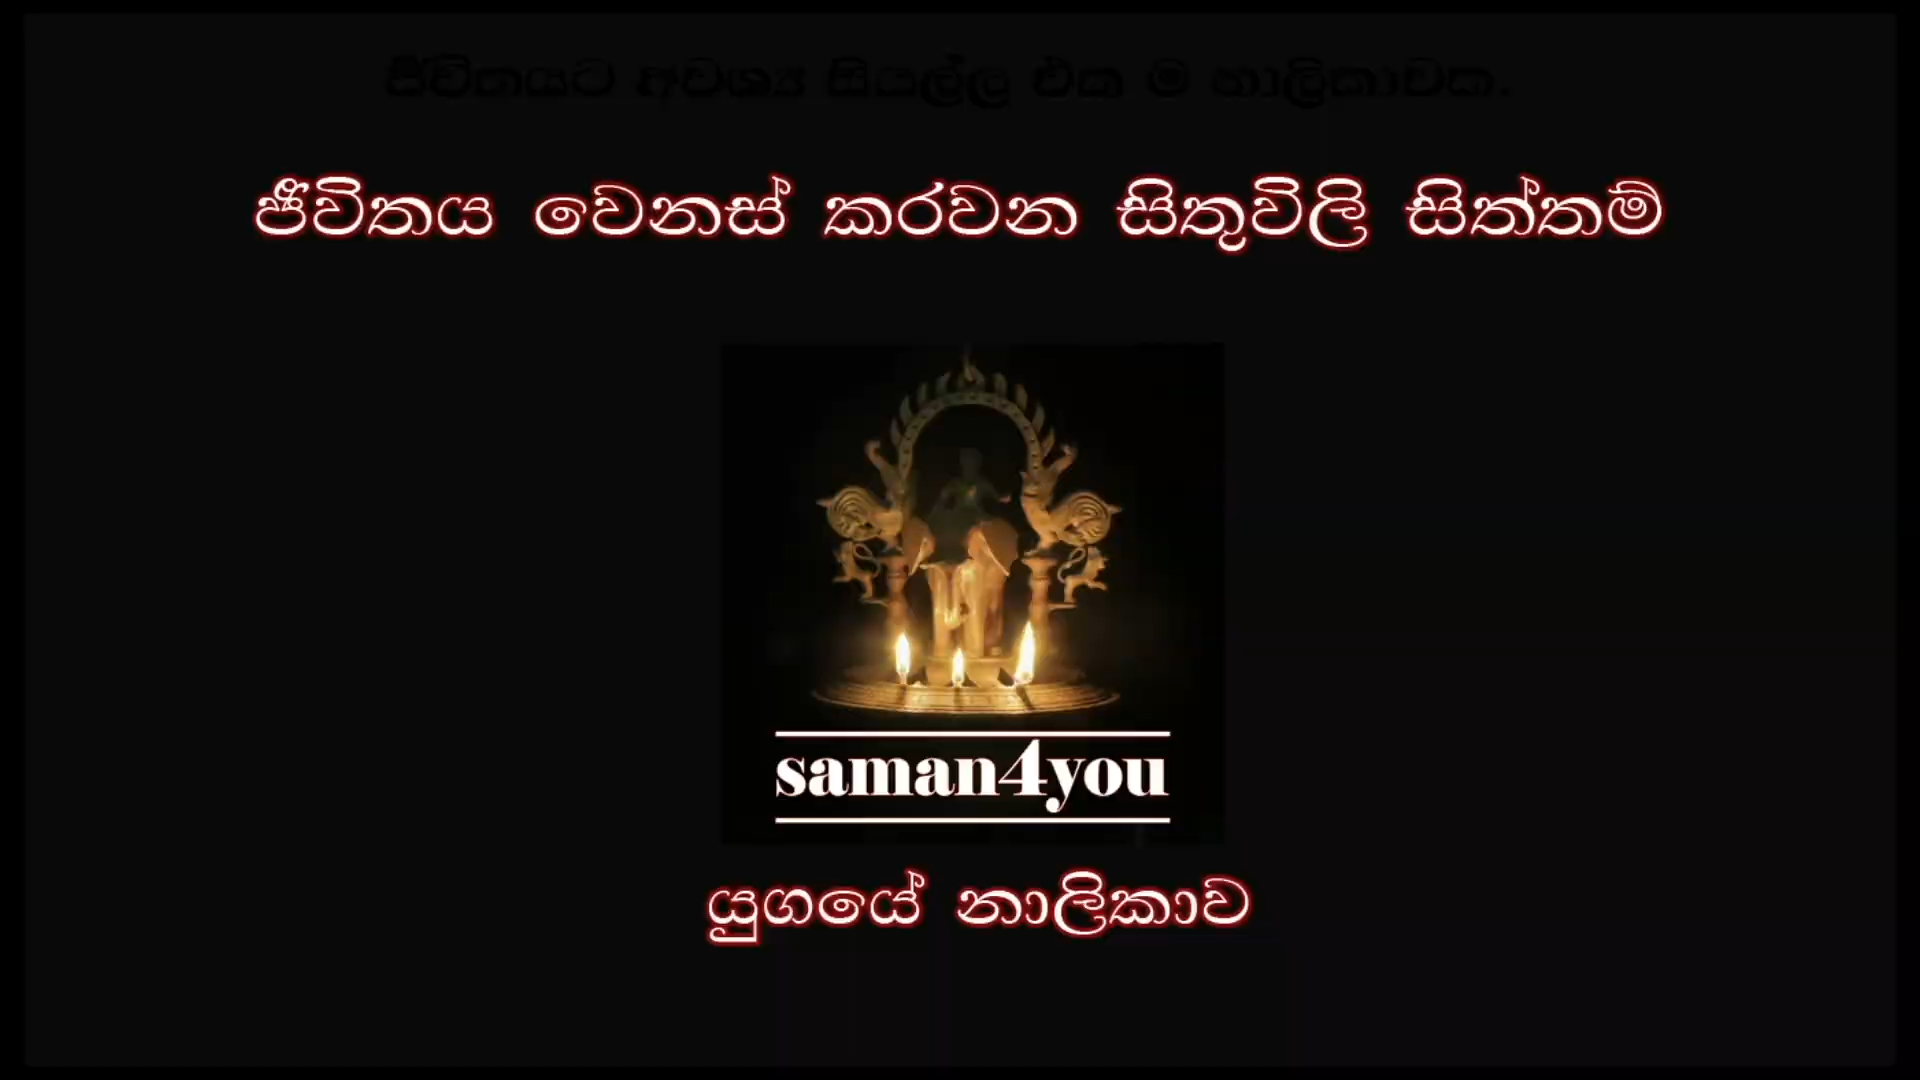 ජීවිතයට අවශ්‍ය සියල්ල එක ම නාලිකාවක.
ජීවිතය වෙනස් කරවන සිතුවිලි සිත්තම්
saman4you
යුගයේ නාලිකාව